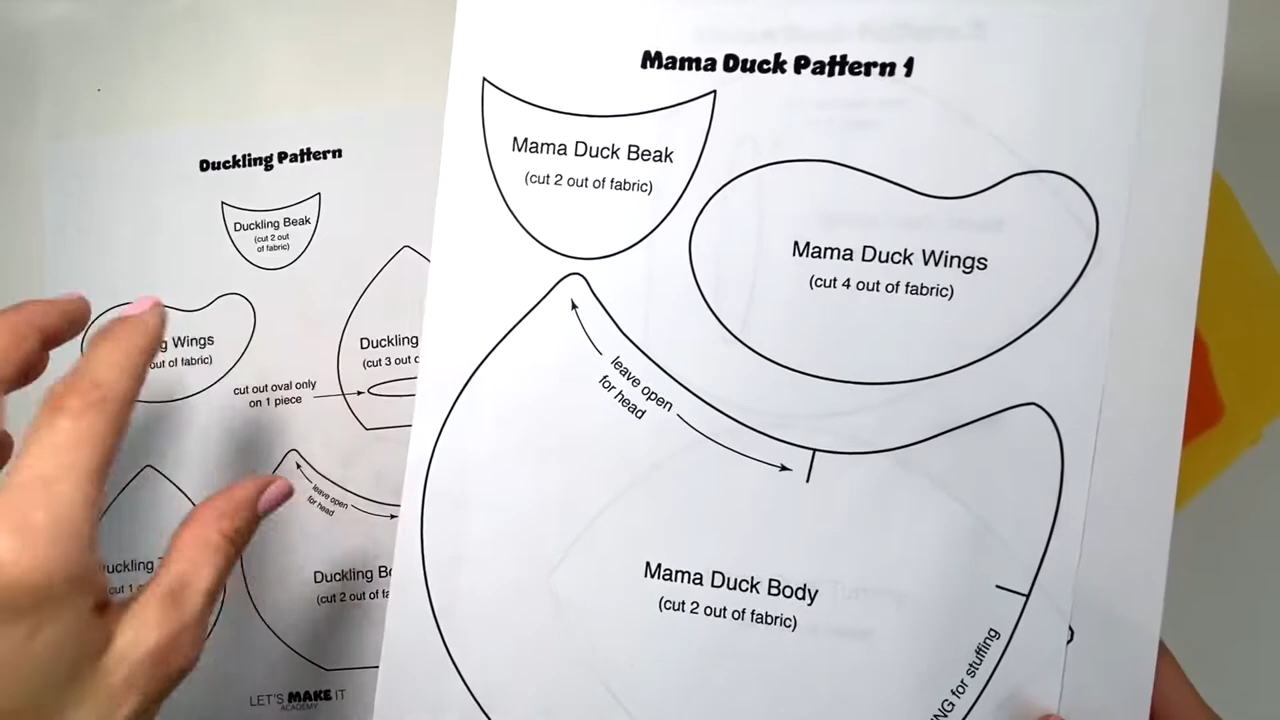 Mama Duck Pattern 1
Mama Duck Beak
(cut 2 out of fabric)
Mama Duck Wings
(cut 4 out of fabric)
leave open
for head
Mama Duck Body
(cut 2 out of fabric)
for stuffing
Duckling Pattern
Duckling Beak
(cut 2 out
of fabric)
Wings
out of fabric)
Duckling
(cut 3 out
cut out oval only
on 1 piece
leave open
for head
Duckling
(cut 2 out of
(cut 1
LET'S MAKE IT
ACADEMY